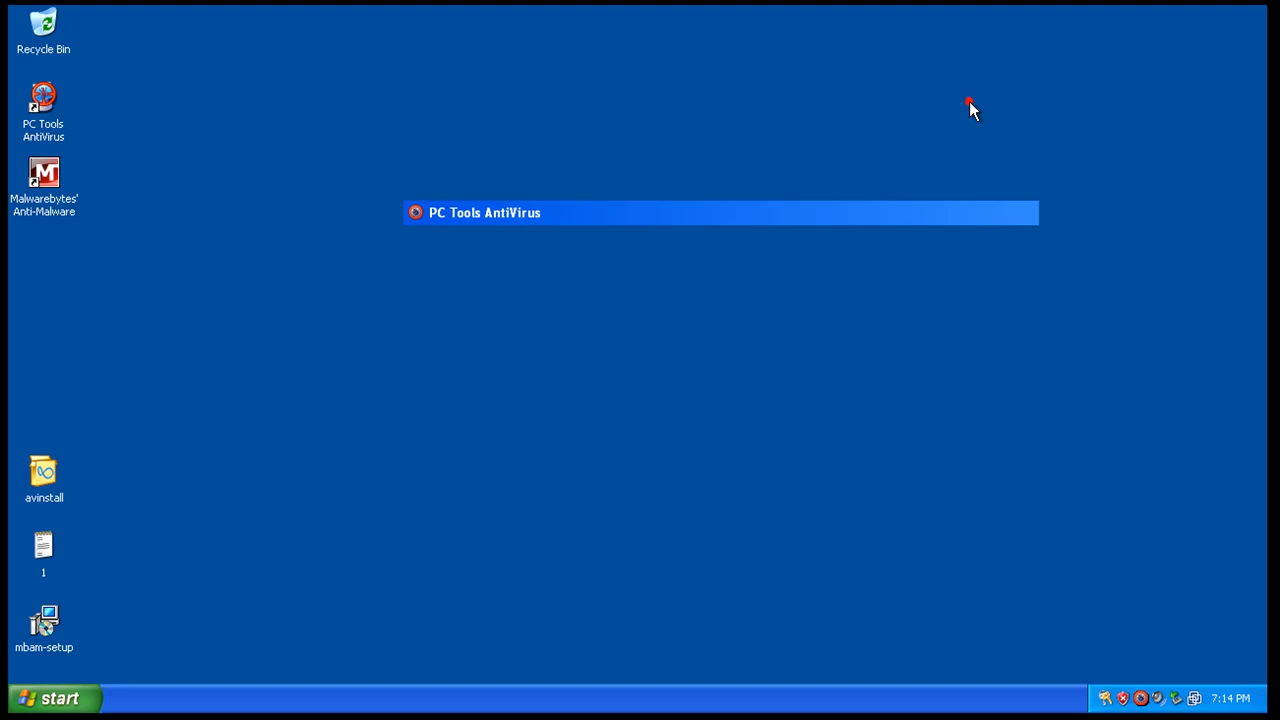 Recycle Bin
PC Tools
AntiVirus
Malwarebytes'
Anti-Malware
PC Tools AntiVirus
avinstall
1
mbam-setup
start
7:14 PM